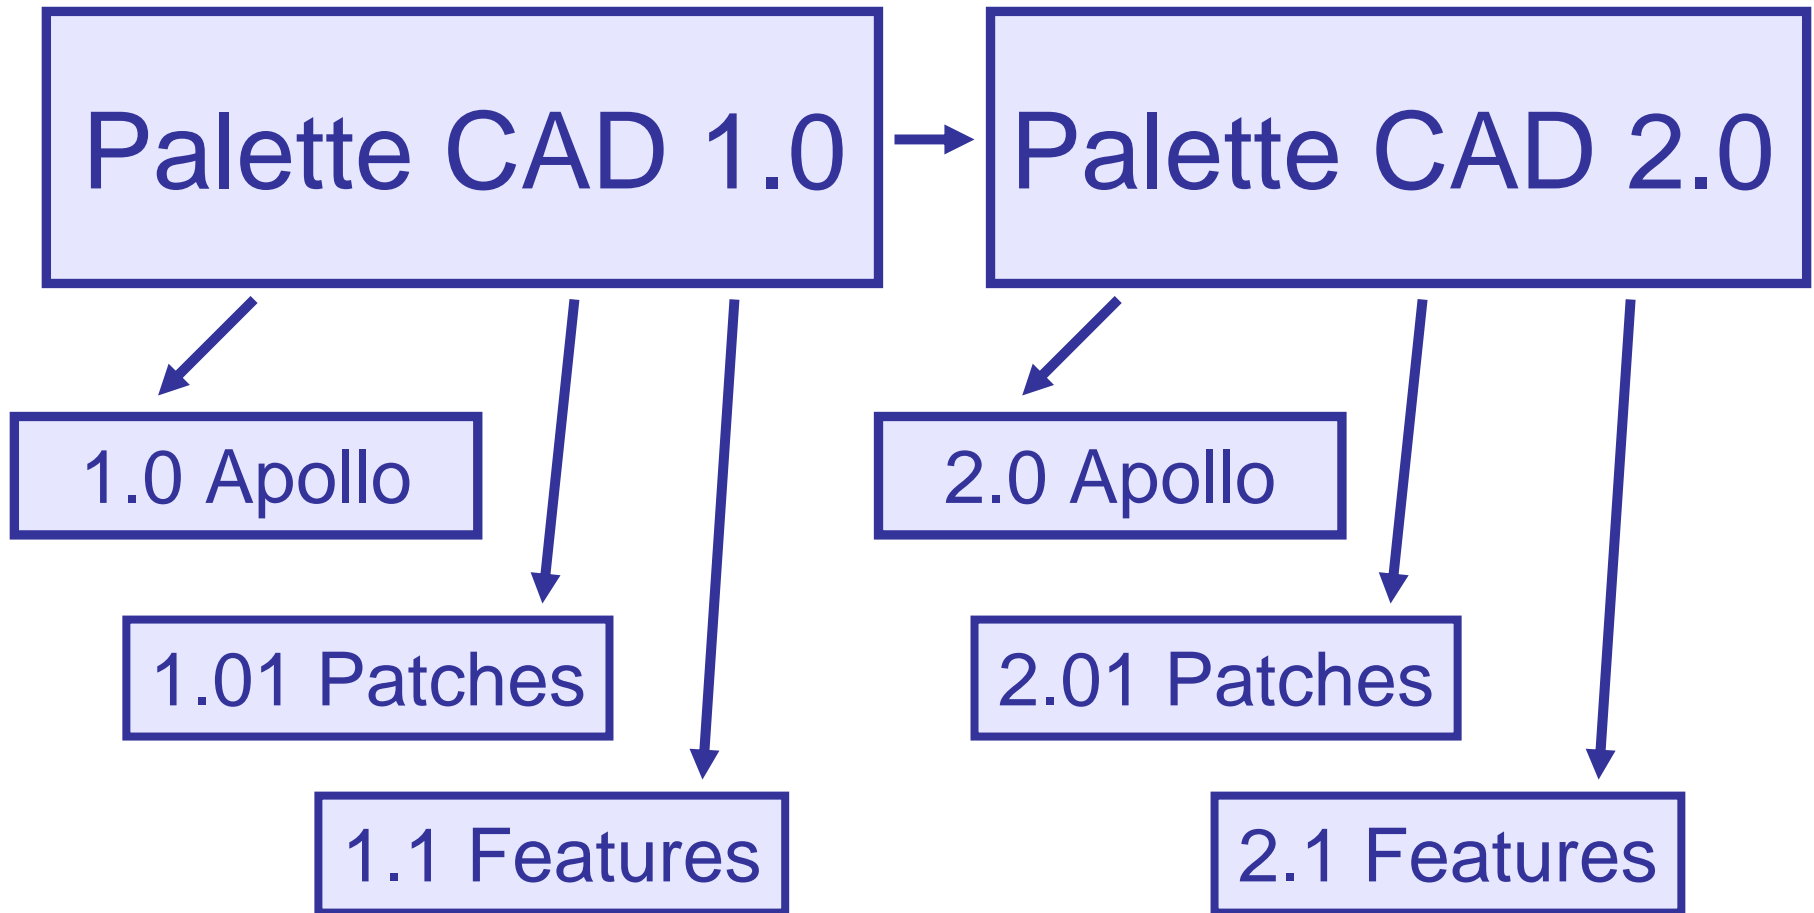 Palette CAD 1.0
Palette CAD 2.0
1.0 Apollo
2.0 Apollo
1.01 Patches
2.01 Patches
1.1 Features
2.1 Features